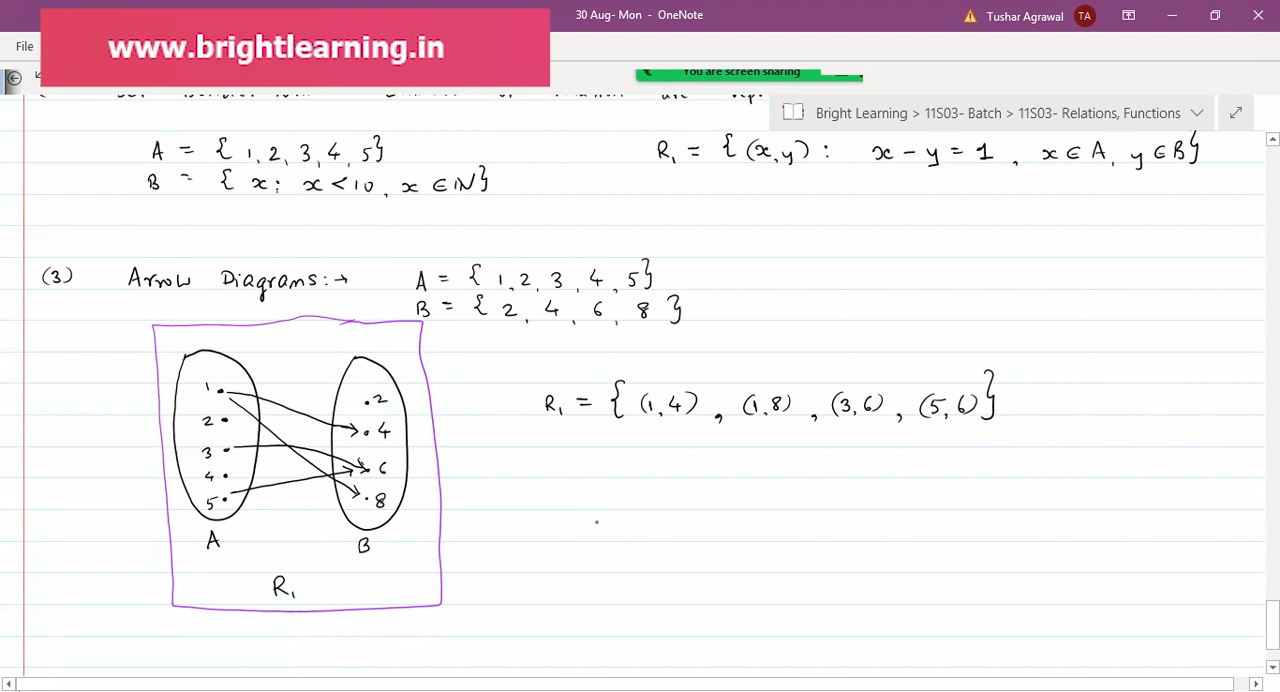 30 Aug- Mon - OneNote
Tushar Agrawal TA
www.brightlearning.in
File
You are screen sharing
Bright Learning > 11S03- Batch > 11S03- Relations, Functions
A = { 1, 2, 3, 4, 5}
R₁ = { (x,y) : x - y = 1 , x ∈ A, y ∈ B}
B = { x: x < 10, x ∈ N}
(3) Arrow Diagrams:→ A = { 1, 2, 3, 4, 5}
B = { 2, 4, 6, 8 }
R₁ = { (1,4) , (1,8) , (3,6) , (5,6)}
1
2
3
4
5
2
4
6
8
A
B
R₁